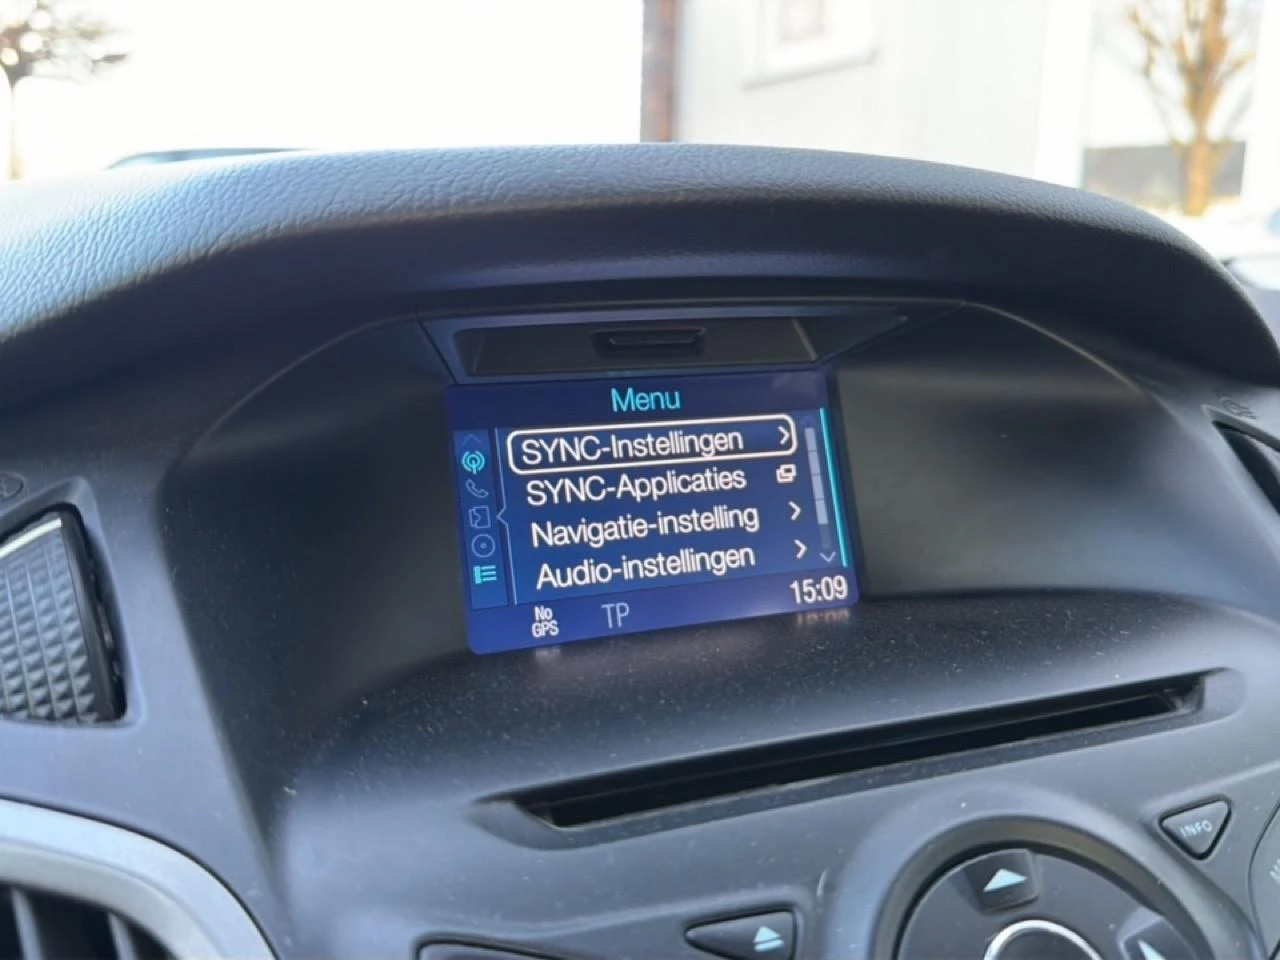 Menu
SYNC-Instellingen
SYNC-Applicaties
Navigatie-instelling
Audio-instellingen
No
GPS
TP
15:09
INFO